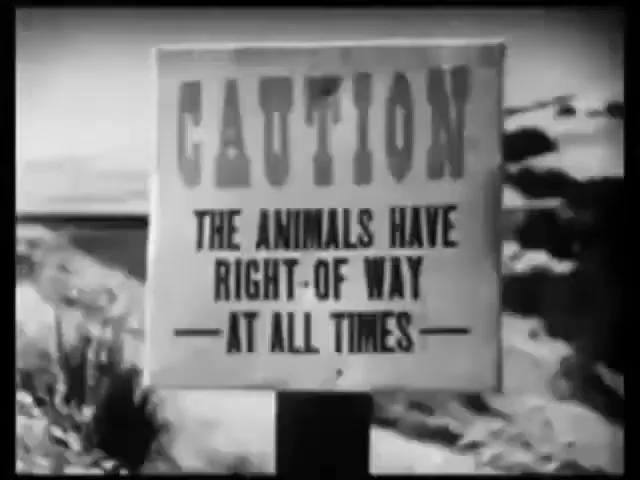 CAUTION
THE ANIMALS HAVE
RIGHT-OF WAY
—AT ALL TIMES—